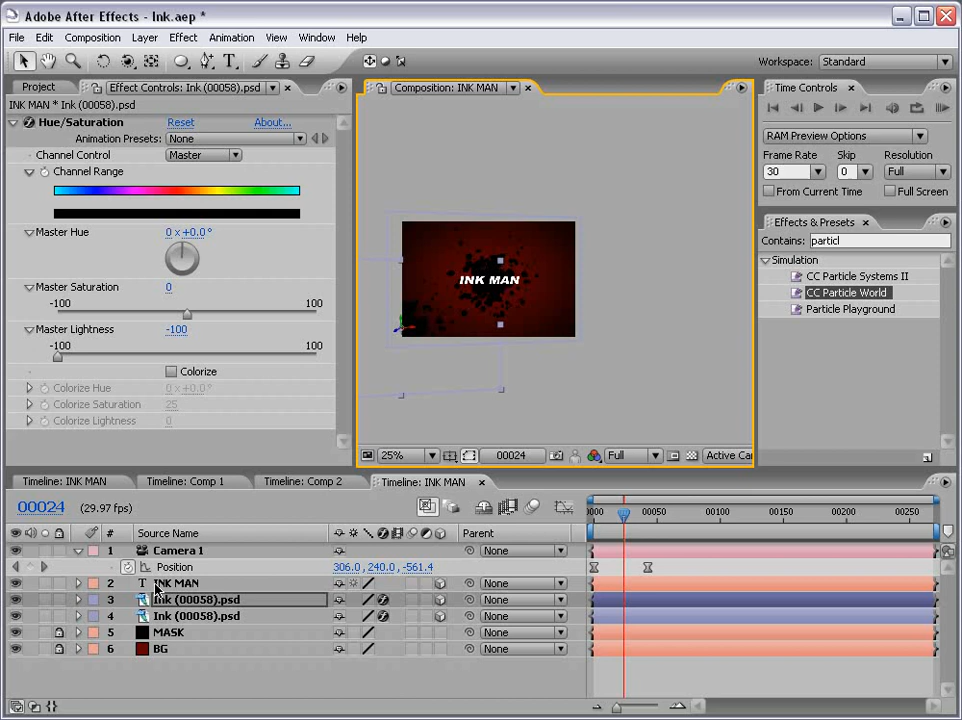 Adobe After Effects - Ink.aep *
File Edit Composition Layer Effect Animation View Window Help
Workspace: Standard
Project Effect Controls: Ink (00058).psd
INK MAN * Ink (00058).psd
Hue/Saturation Reset About...
Animation Presets: None
Channel Control Master
Channel Range
Master Hue 0 x +0.0 °
Master Saturation 0
-100 100
Master Lightness -100
-100 100
Colorize
Colorize Hue 0 x +0.0 °
Colorize Saturation 25
Colorize Lightness 0
Composition: INK MAN
INK MAN
25% 00024 Full Active Car
Time Controls
RAM Preview Options
Frame Rate Skip Resolution
30 0 Full
From Current Time Full Screen
Effects & Presets
Contains: particl
Simulation
CC Particle Systems II
CC Particle World
Particle Playground
Timeline: INK MAN Timeline: Comp 1 Timeline: Comp 2 Timeline: INK MAN
00024 (29.97 fps)
0000 00050 00100 00150 00200 00250
# Source Name Parent
1 Camera 1 None
Position 306.0, 240.0, -561.4
2 T INK MAN None
3 Ink (00058).psd None
4 Ink (00058).psd None
5 MASK None
6 BG None